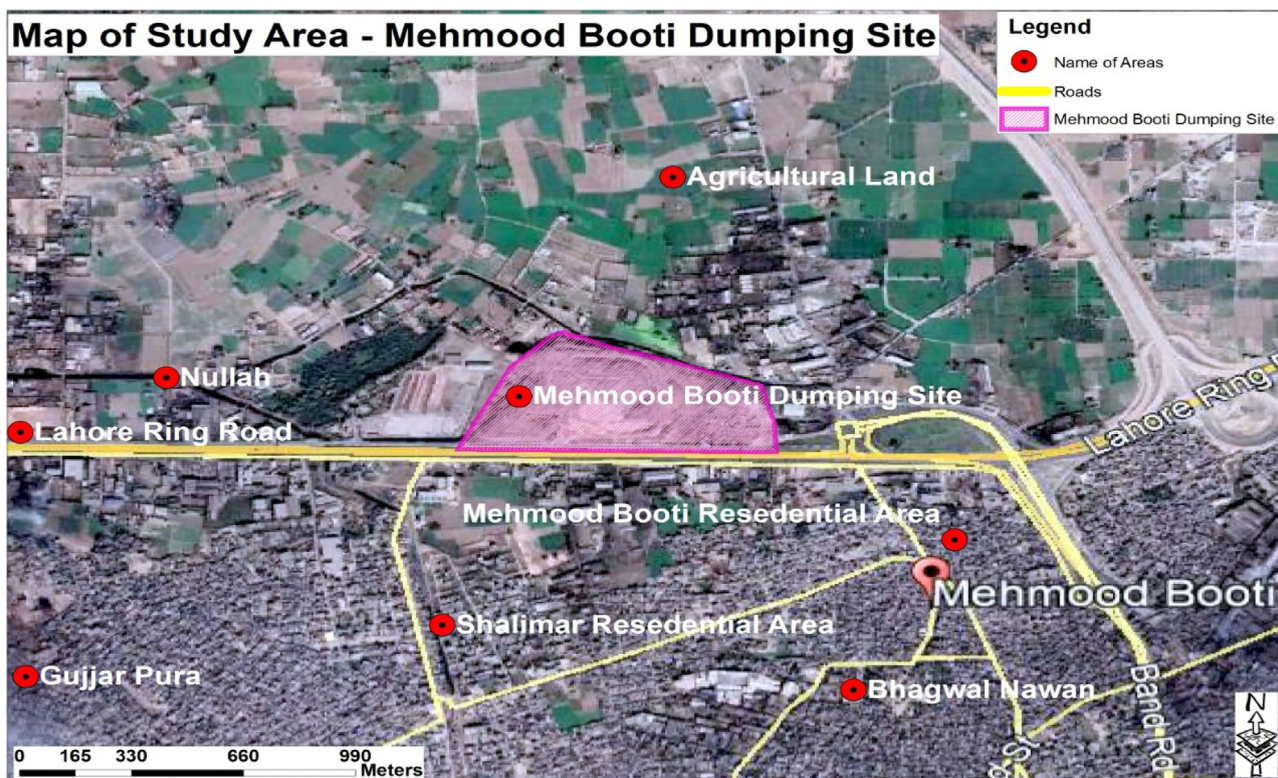 Map of Study Area - Mehmood Booti Dumping Site
Legend
Name of Areas
Roads
Mehmood Booti Dumping Site
Agricultural Land
Nullah
Mehmood Booti Dumping Site
Lahore Ring Road
Lahore Ring
Mehmood Booti Resedential Area
Mehmood Booti
Shalimar Resedential Area
Gujjar Pura
Bhagwal Nawan
Band Rd
N
0 165 330 660 990
Meters